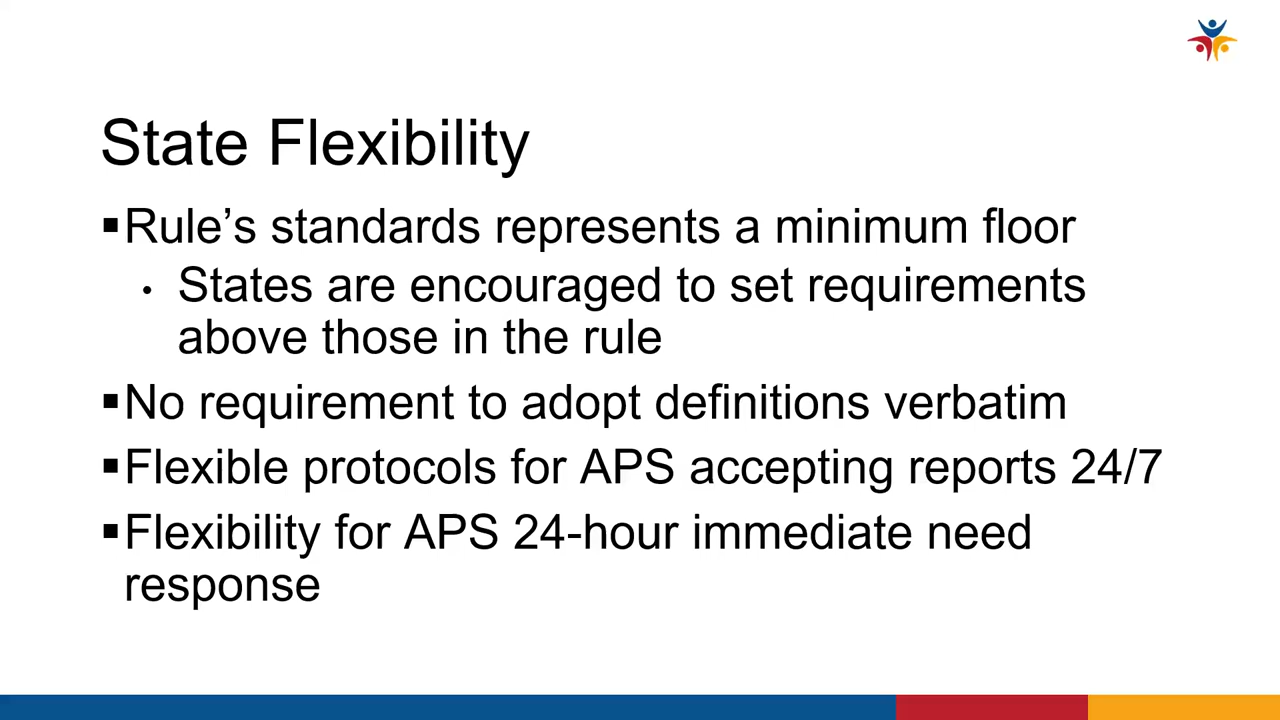 State Flexibility
▪Rule’s standards represents a minimum floor
• States are encouraged to set requirements
above those in the rule
▪No requirement to adopt definitions verbatim
▪Flexible protocols for APS accepting reports 24/7
▪Flexibility for APS 24-hour immediate need
response